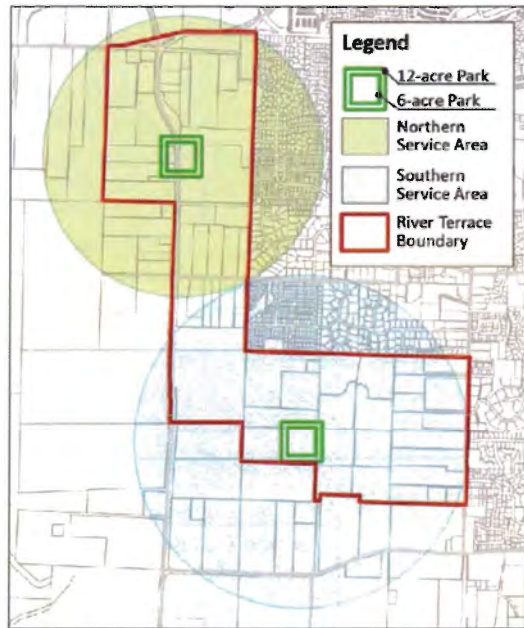 Legend
12-acre Park
6-acre Park
Northern
Service Area
Southern
Service Area
River Terrace
Boundary